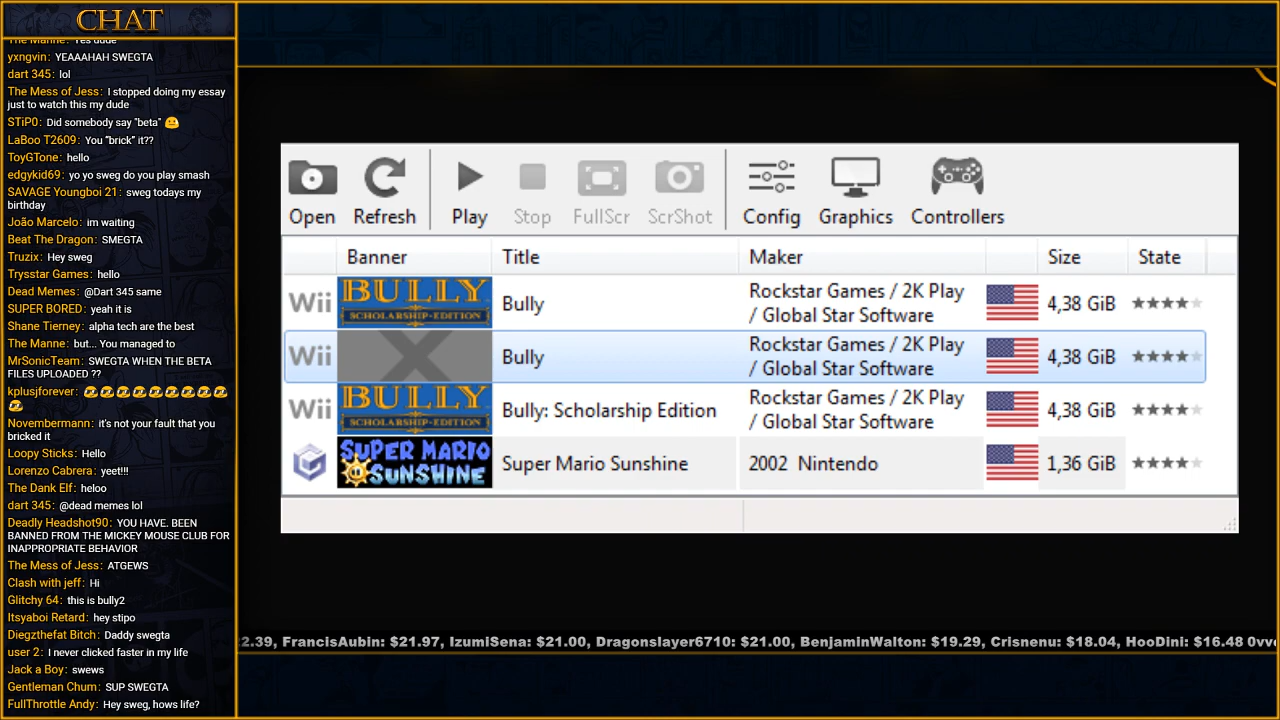 CHAT
The Manne: Yes dude
yxngvin: YEAAAHAH SWEGTA
dart 345: lol
The Mess of Jess: I stopped doing my essay
just to watch this my dude
STiP0: Did somebody say "beta"
LaBoo T2609: You "brick" it??
ToyGTone: hello
edgykid69: yo yo sweg do you play smash
SAVAGE Youngboi 21: sweg todays my
birthday
João Marcelo: im waiting
Beat The Dragon: SMEGTA
Truzix: Hey sweg
Trysstar Games: hello
Dead Memes: @Dart 345 same
SUPER BORED: yeah it is
Shane Tierney: alpha tech are the best
The Manne: but... You managed to
MrSonicTeam: SWEGTA WHEN THE BETA
FILES UPLOADED ??
kplusjforever:
Novembermann: it's not your fault that you
bricked it
Loopy Sticks: Hello
Lorenzo Cabrera: yeet!!!
The Dank Elf: heloo
dart 345: @dead memes lol
Deadly Headshot90: YOU HAVE. BEEN
BANNED FROM THE MICKEY MOUSE CLUB FOR
INAPPROPRIATE BEHAVIOR
The Mess of Jess: ATGEWS
Clash with jeff: Hi
Glitchy 64: this is bully2
Itsyaboi Retard: hey stipo
Diegzthefat Bitch: Daddy swegta
user 2: I never clicked faster in my life
Jack a Boy: swews
Gentleman Chum: SUP SWEGTA
FullThrottle Andy: Hey sweg, hows life?
Open Refresh Play Stop FullScr ScrShot Config Graphics Controllers
Banner Title Maker Size State
Wii BULLY SCHOLARSHIP-EDITION Bully Rockstar Games / 2K Play
/ Global Star Software 4,38 GiB
Wii Bully Rockstar Games / 2K Play
/ Global Star Software 4,38 GiB
Wii BULLY SCHOLARSHIP-EDITION Bully: Scholarship Edition Rockstar Games / 2K Play
/ Global Star Software 4,38 GiB
SUPER MARIO SUNSHINE Super Mario Sunshine 2002 Nintendo 1,36 GiB
2.39, FrancisAubin: $21.97, IzumiSena: $21.00, Dragonslayer6710: $21.00, BenjaminWalton: $19.29, Crisnenu: $18.04, HooDini: $16.48